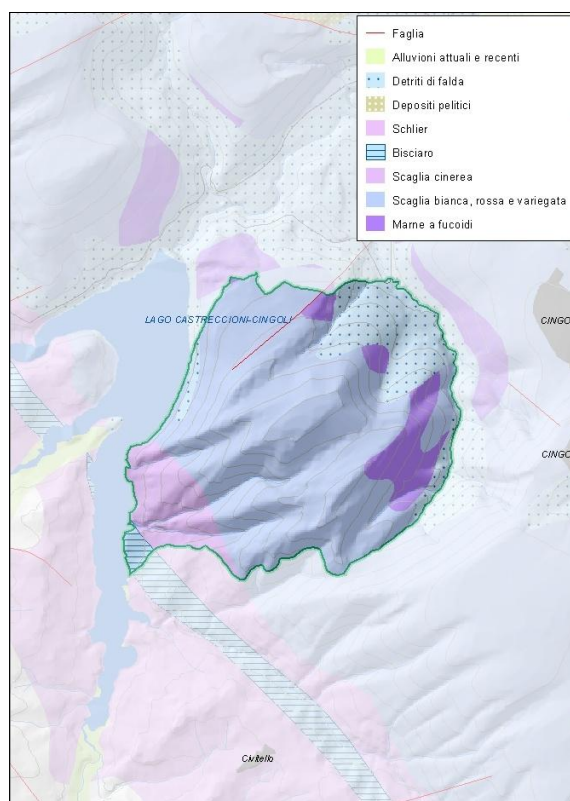 Faglia
Alluvioni attuali e recenti
Detriti di falda
Depositi pelitici
Schlier
Bisciaro
Scaglia cinerea
Scaglia bianca, rossa e variegata
Marne a fucoidi
LAGO CASTRECCIONI-CINGOLI
CINGO
CINGO
Civitello